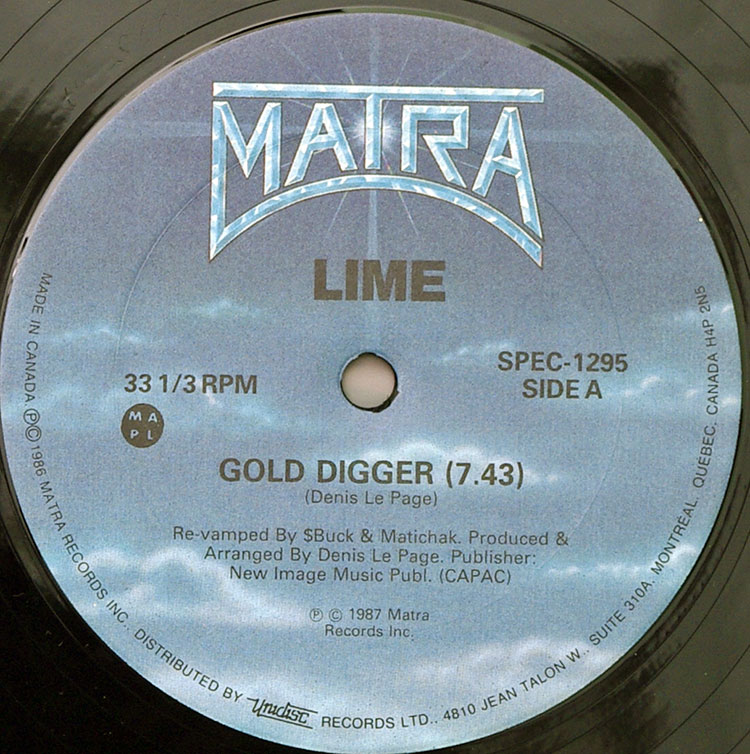 MATRA
LIME
33 1/3 RPM
SPEC-1295
SIDE A
M A
P L
GOLD DIGGER (7.43)
(Denis Le Page)
Re-vamped By $Buck & Matichak. Produced &
Arranged By Denis Le Page. Publisher:
New Image Music Publ. (CAPAC)
℗ © 1987 Matra
Records Inc.
MADE IN CANADA ℗©1986 MATRA RECORDS INC.. DISTRIBUTED BY Unidisc RECORDS LTD.. 4810 JEAN TALON W.. SUITE 310A. MONTREAL, QUEBEC, CANADA H4P 2N5